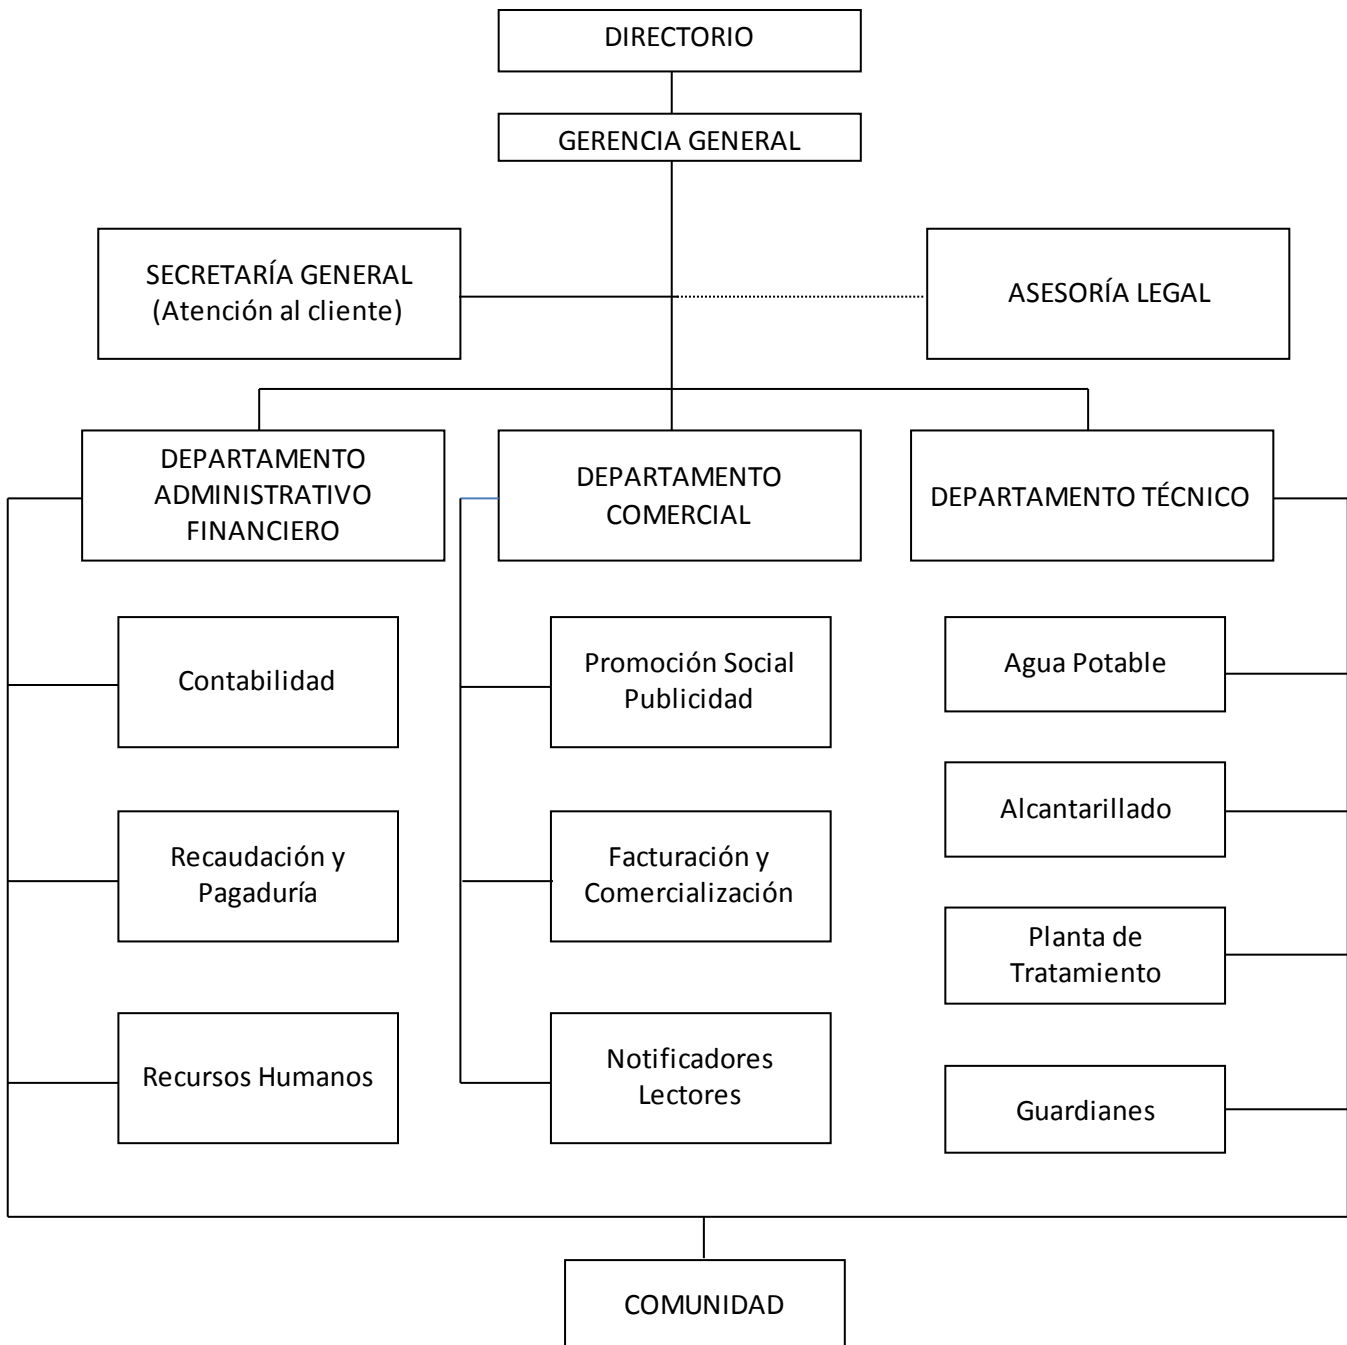 DIRECTORIO
GERENCIA GENERAL
SECRETARÍA GENERAL
(Atención al cliente)
ASESORÍA LEGAL
DEPARTAMENTO
ADMINISTRATIVO
FINANCIERO
DEPARTAMENTO
COMERCIAL
DEPARTAMENTO TÉCNICO
Contabilidad
Promoción Social
Publicidad
Agua Potable
Alcantarillado
Recaudación y
Pagaduría
Facturación y
Comercialización
Planta de
Tratamiento
Recursos Humanos
Notificadores
Lectores
Guardianes
COMUNIDAD